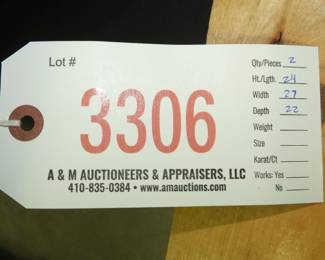 Lot #
3306
A & M AUCTIONEERS & APPRAISERS, LLC
410-835-0384 • www.amauctions.com
Qty/Pieces 2
Ht./Lgth. 24
Width 27
Depth 22
Weight
Size
Karat/Ct
Works: Yes
No